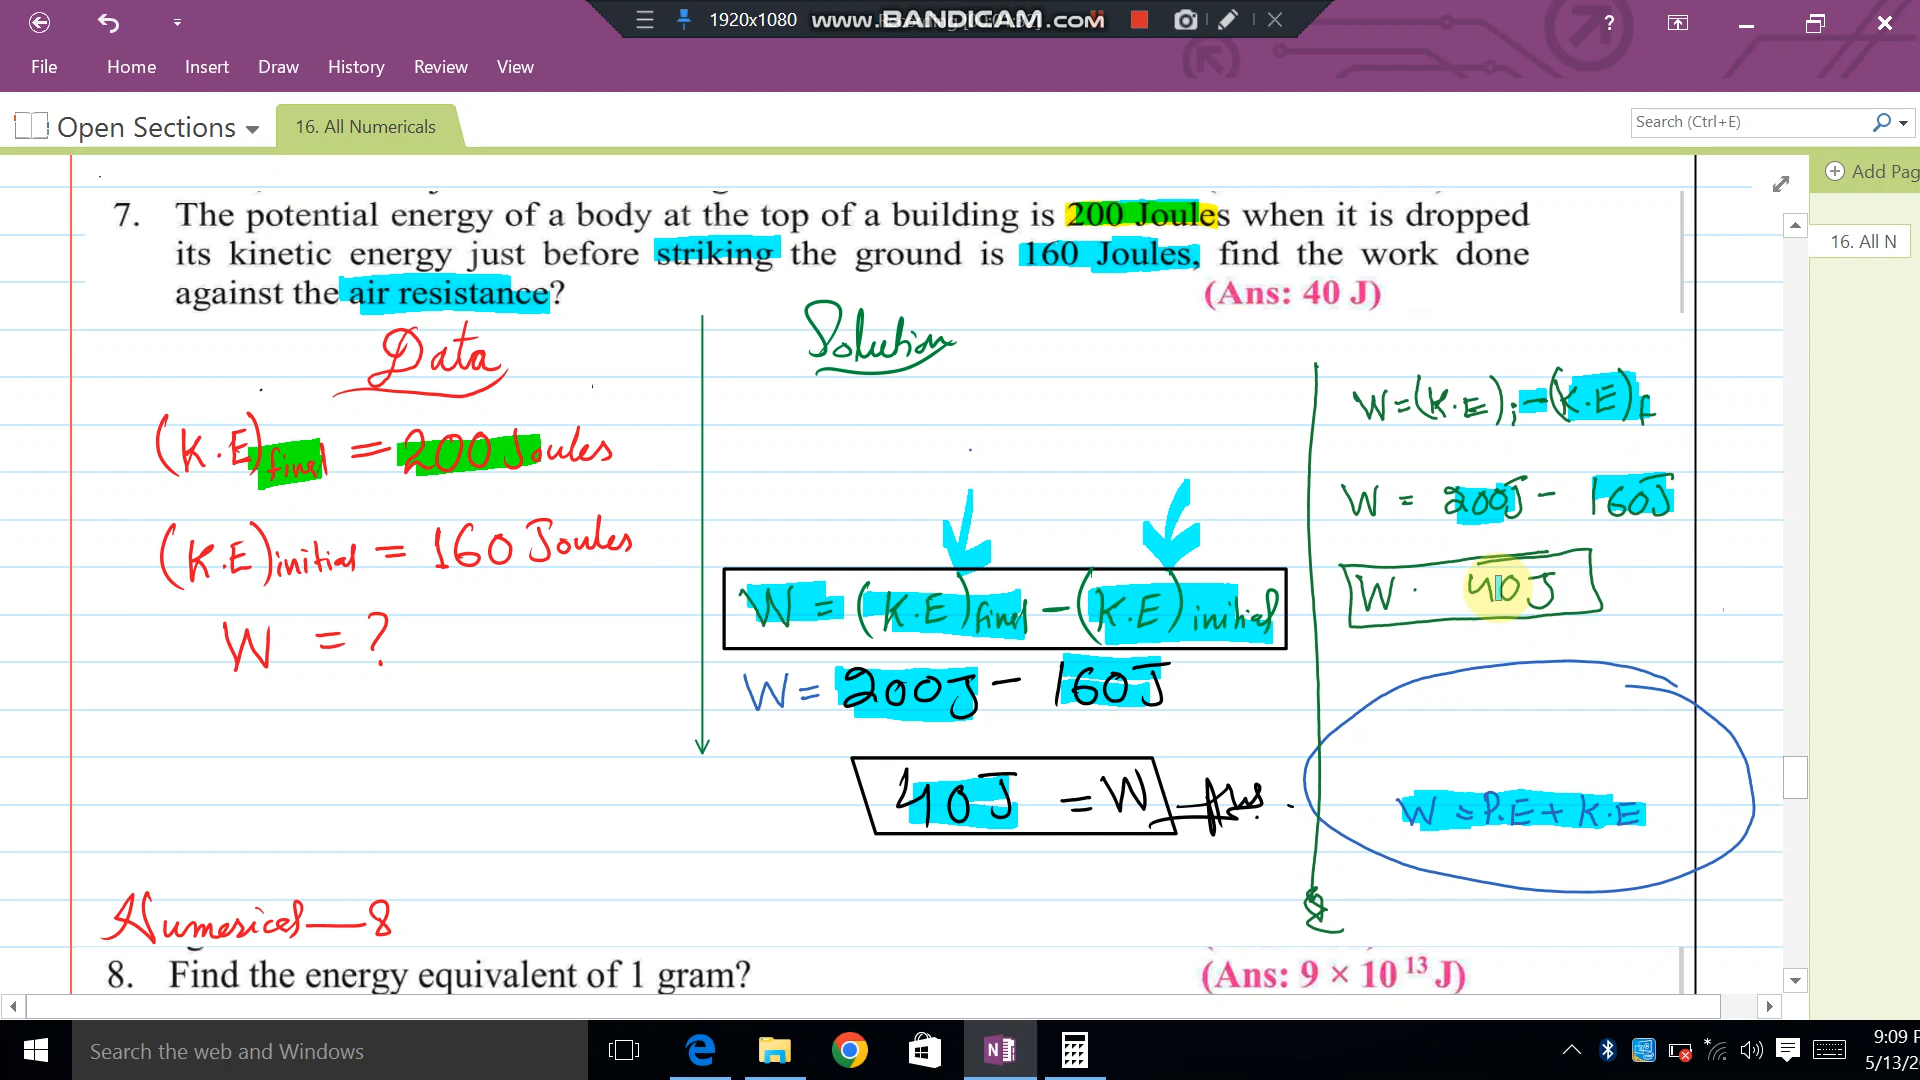 1920x1080 www.BANDICAM.com
File Home Insert Draw History Review View
Open Sections 16. All Numericals Search (Ctrl+E)
Add Pag
16. All N
7. The potential energy of a body at the top of a building is 200 Joules when it is dropped
its kinetic energy just before striking the ground is 160 Joules, find the work done
against the air resistance? (Ans: 40 J)
Data
(K.E)final = 200 Joules
(K.E)initial = 160 Joules
W = ?
Solution
W = (K.E)final - (K.E)initial
W = 200J - 160J
40J = W Ans.
W = (K.E)i - (K.E)f
W = 200J - 160J
W . 40J
W = P.E + K.E
Numerical 8
8. Find the energy equivalent of 1 gram? (Ans: 9 × 10 13 J)
Search the web and Windows
9:09 P
5/13/2